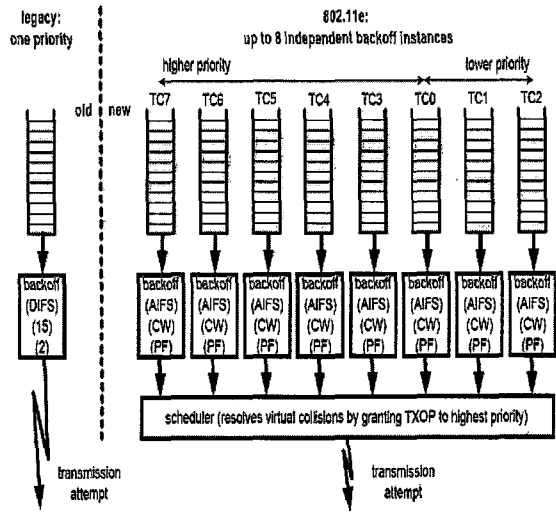 legacy:
one priority
802.11e:
up to 8 independent backoff instances
higher priority
lower priority
old
new
TC7
TC6
TC5
TC4
TC3
TC0
TC1
TC2
backoff
(DIFS)
(15)
(2)
backoff
(AIFS)
(CW)
(PF)
backoff
(AIFS)
(CW)
(PF)
backoff
(AIFS)
(CW)
(PF)
backoff
(AIFS)
(CW)
(PF)
backoff
(AIFS)
(CW)
(PF)
backoff
(AIFS)
(CW)
(PF)
backoff
(AIFS)
(CW)
(PF)
backoff
(AIFS)
(CW)
(PF)
scheduler (resolves virtual collisions by granting TXOP to highest priority)
transmission
attempt
transmission
attempt